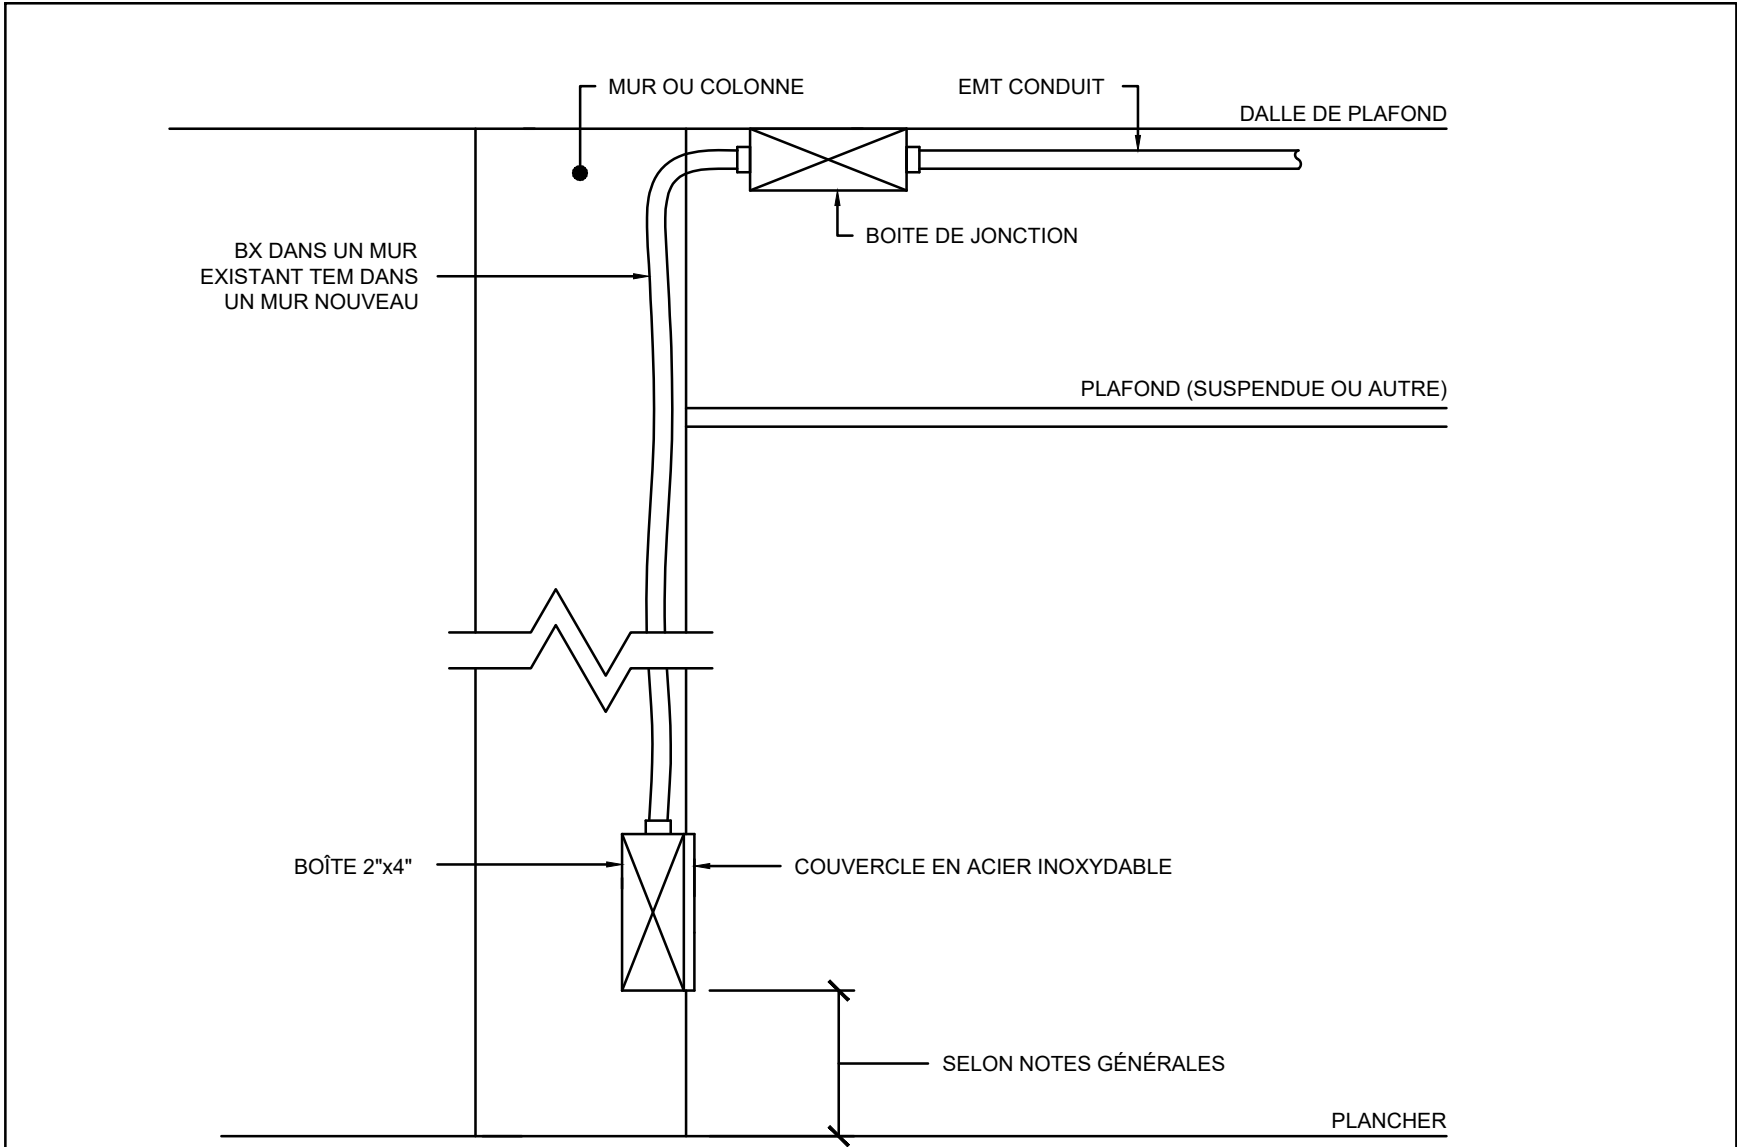 MUR OU COLONNE
EMT CONDUIT
DALLE DE PLAFOND
BOITE DE JONCTION
BX DANS UN MUR
EXISTANT TEM DANS
UN MUR NOUVEAU
PLAFOND (SUSPENDUE OU AUTRE)
BOÎTE 2"x4"
COUVERCLE EN ACIER INOXYDABLE
SELON NOTES GÉNÉRALES
PLANCHER